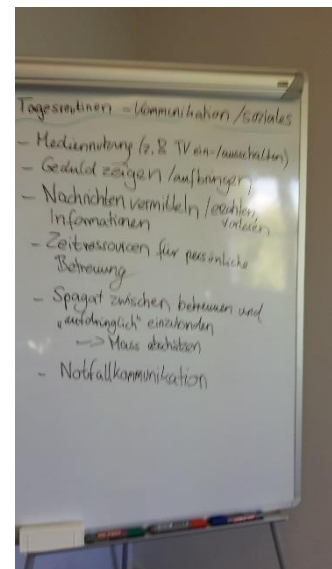 Tagesroutinen - Kommunikation / soziales
- Mediennutzung (z.B TV ein-/ausschalten)
- Geduld zeigen / aufbringen
- Nachrichten vermitteln / erzählen,
vorlesen
Informationen
- Zeitressourcen für persönliche
Betreuung
- Spagat zwischen betreuen und
"aufdringlich" einzubinden
--> Mass abschätzen
- Notfallkommunikation